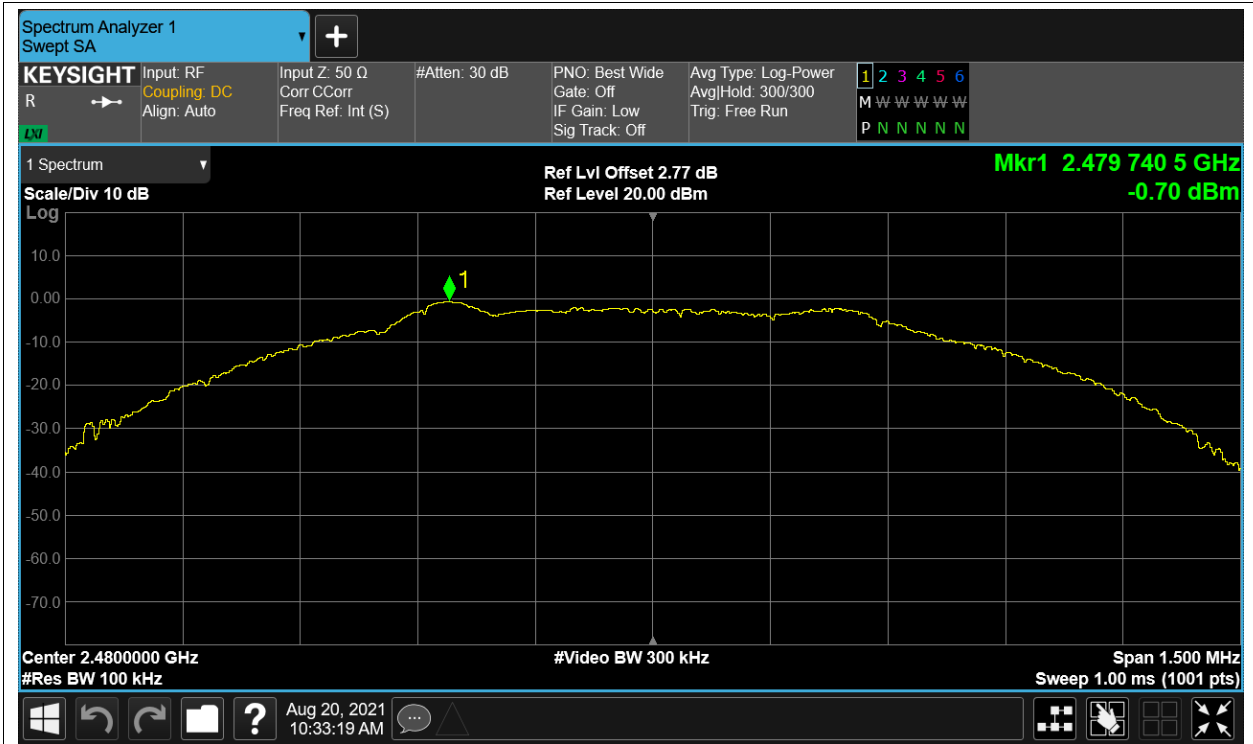 Spectrum Analyzer 1
Swept SA
KEYSIGHT
R
LXI
Input: RF
Coupling: DC
Align: Auto
Input Z: 50 Ω
Corr CCorr
Freq Ref: Int (S)
#Atten: 30 dB
PNO: Best Wide
Gate: Off
IF Gain: Low
Sig Track: Off
Avg Type: Log-Power
Avg|Hold: 300/300
Trig: Free Run
1 2 3 4 5 6
M W W W W W
P N N N N N
1 Spectrum
Scale/Div 10 dB
Log
Ref Lvl Offset 2.77 dB
Ref Level 20.00 dBm
Mkr1 2.479 740 5 GHz
-0.70 dBm
1
10.0
0.00
-10.0
-20.0
-30.0
-40.0
-50.0
-60.0
-70.0
Center 2.4800000 GHz
#Res BW 100 kHz
#Video BW 300 kHz
Span 1.500 MHz
Sweep 1.00 ms (1001 pts)
?
Aug 20, 2021
10:33:19 AM